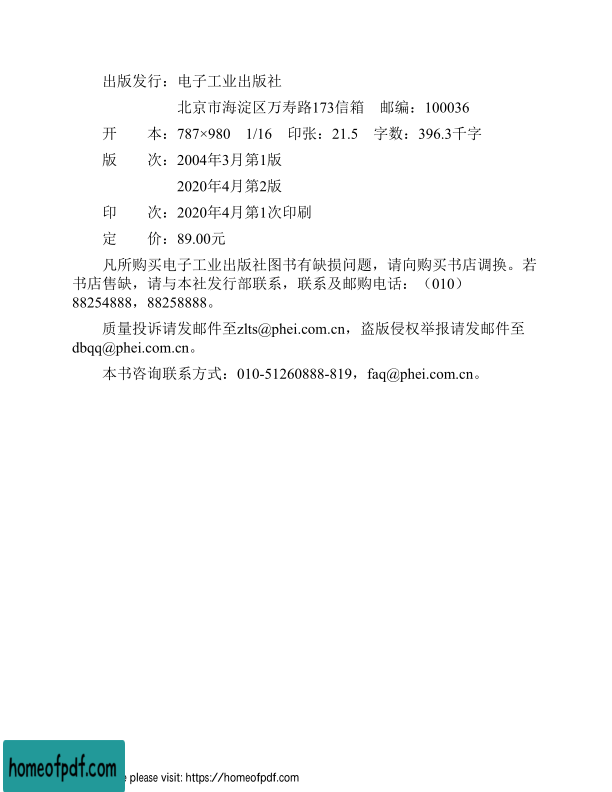 出版发行：电子工业出版社
北京市海淀区万寿路173信箱 邮编：100036
开 本：787×980 1/16 印张：21.5 字数：396.3千字
版 次：2004年3月第1版
2020年4月第2版
印 次：2020年4月第1次印刷
定 价：89.00元
凡所购买电子工业出版社图书有缺损问题，请向购买书店调换。若
书店售缺，请与本社发行部联系，联系及邮购电话：（010）
88254888，88258888。
质量投诉请发邮件至zlts@phei.com.cn，盗版侵权举报请发邮件至
dbqq@phei.com.cn。
本书咨询联系方式：010-51260888-819，faq@phei.com.cn。
homeofpdf.com
please visit: https://homeofpdf.com